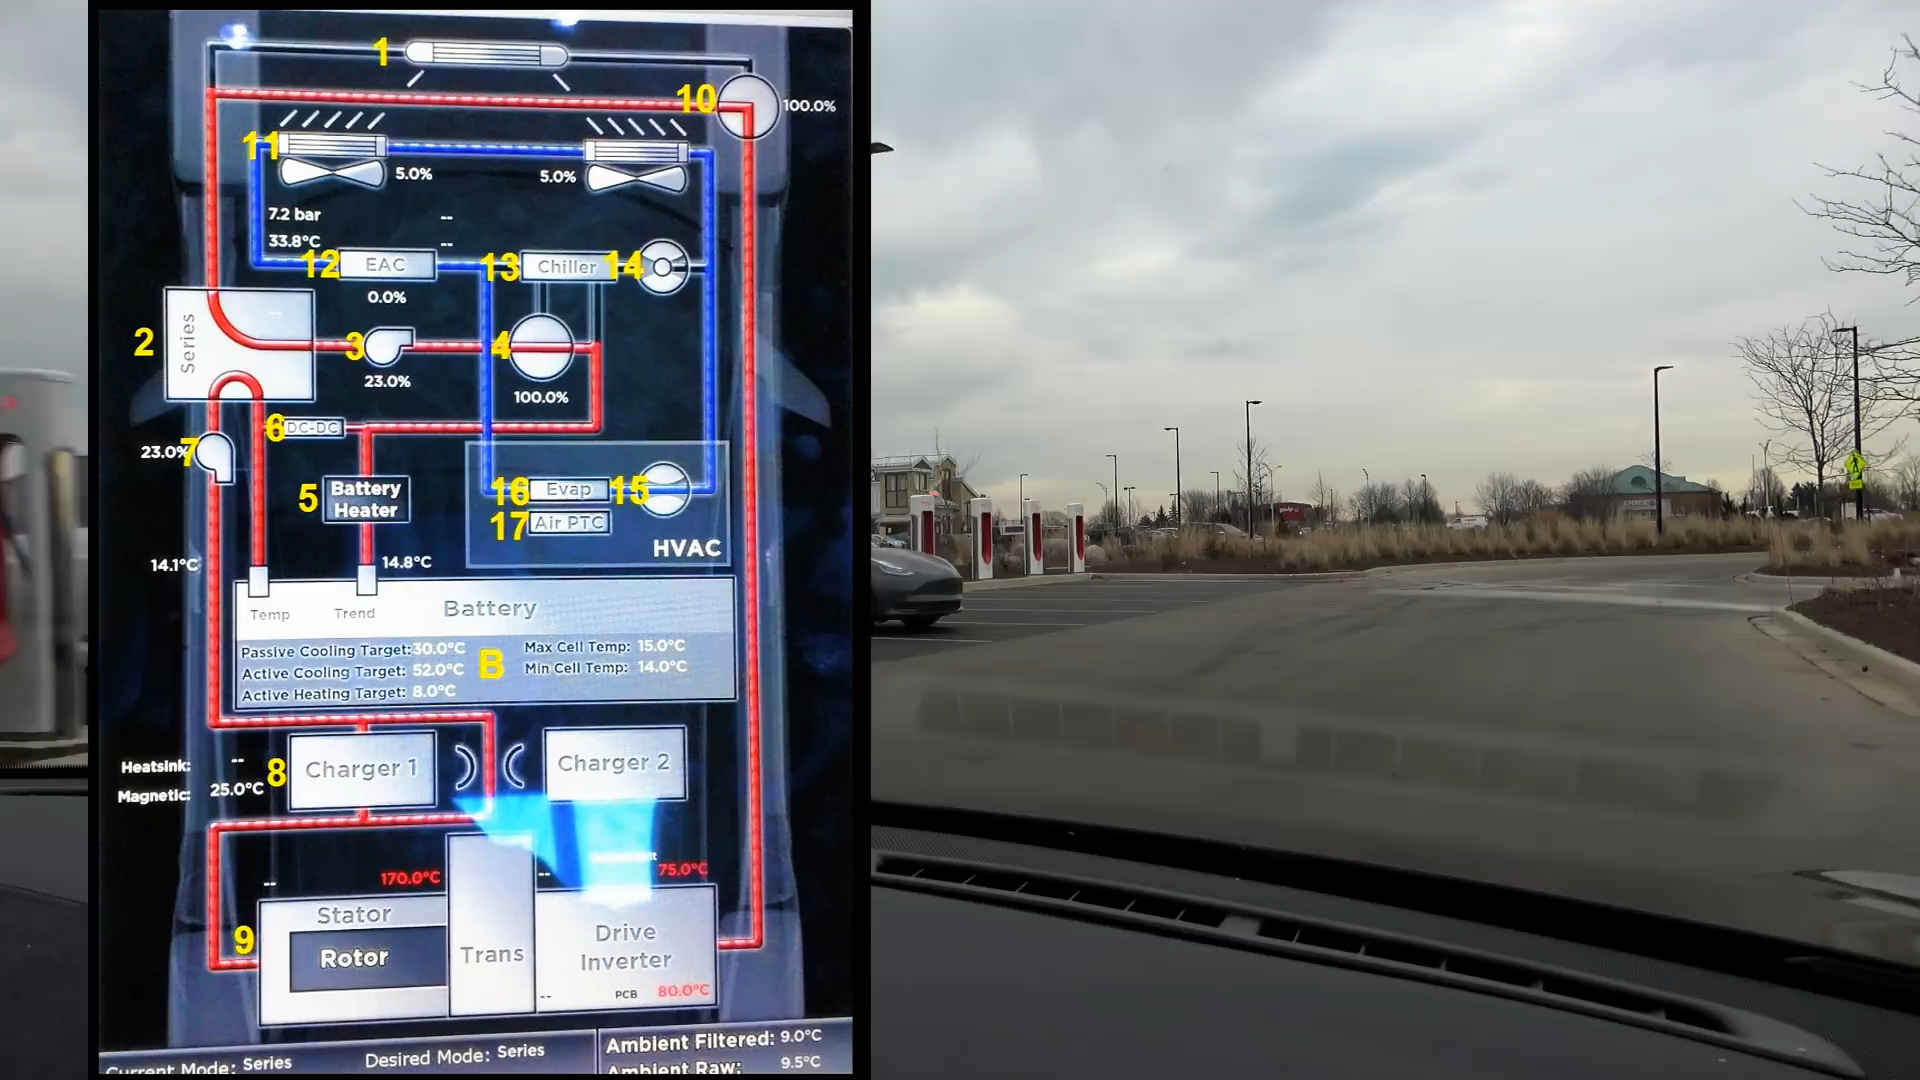 1
10
100.0%
11
5.0%
5.0%
7.2 bar
--
33.8°C
--
12
EAC
13
Chiller
14
0.0%
2
Series
--
3
4
23.0%
100.0%
6
DC-DC
23.0%
7
5
Battery
Heater
16
Evap
15
17
Air PTC
HVAC
14.1°C
14.8°C
Temp
Trend
Battery
Passive Cooling Target: 30.0°C
Max Cell Temp: 15.0°C
Active Cooling Target: 52.0°C
B
Min Cell Temp: 14.0°C
Active Heating Target: 8.0°C
Heatsink: --
8
Charger 1
Charger 2
Magnetic: 25.0°C
--
170.0°C
--
75.0°C
Stator
9
Rotor
Trans
Drive
Inverter
--
PCB 80.0°C
Current Mode: Series
Desired Mode: Series
Ambient Filtered: 9.0°C
Ambient Raw: 9.5°C